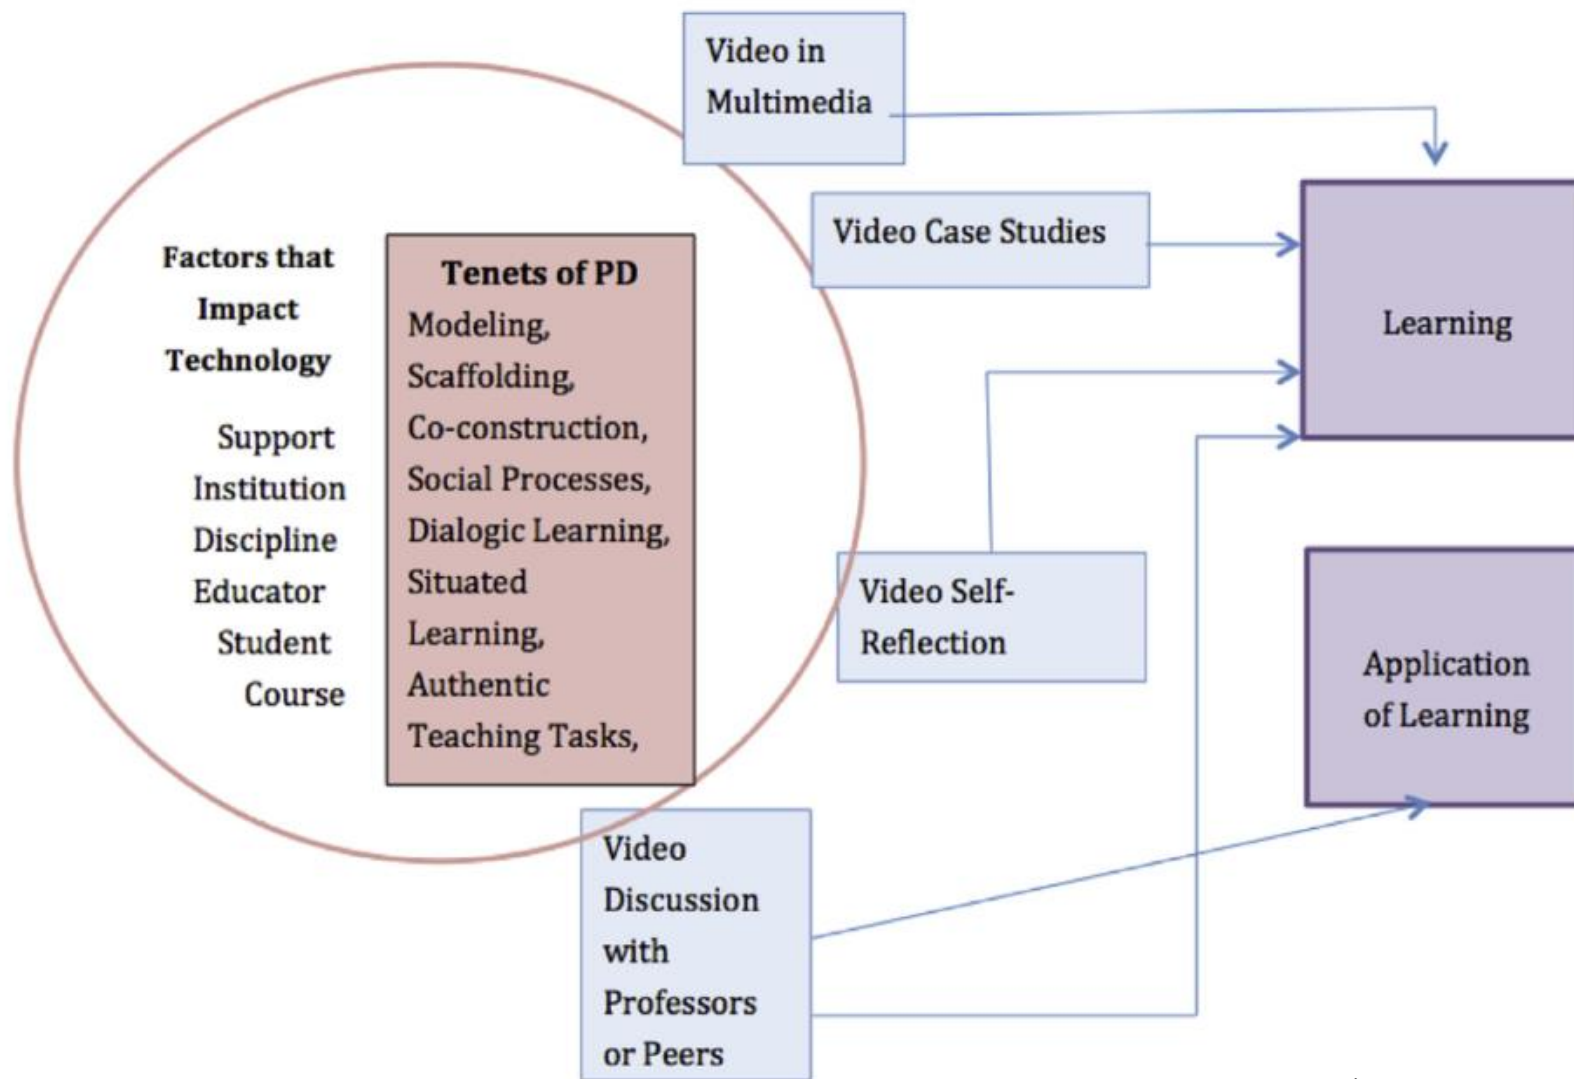 Video in
Multimedia
Video Case Studies
Factors that
Impact
Technology
Support
Institution
Discipline
Educator
Student
Course
Tenets of PD
Modeling,
Scaffolding,
Co-construction,
Social Processes,
Dialogic Learning,
Situated
Learning,
Authentic
Teaching Tasks,
Learning
Video Self-
Reflection
Application
of Learning
Video
Discussion
with
Professors
or Peers